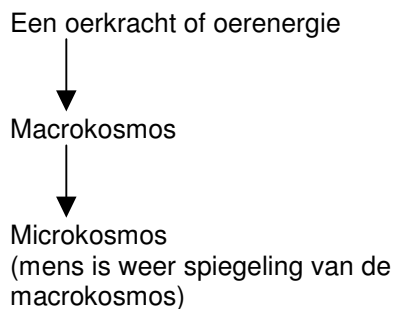 Een oerkracht of oerenergie
Macrokosmos
Microkosmos
(mens is weer spiegeling van de
macrokosmos)